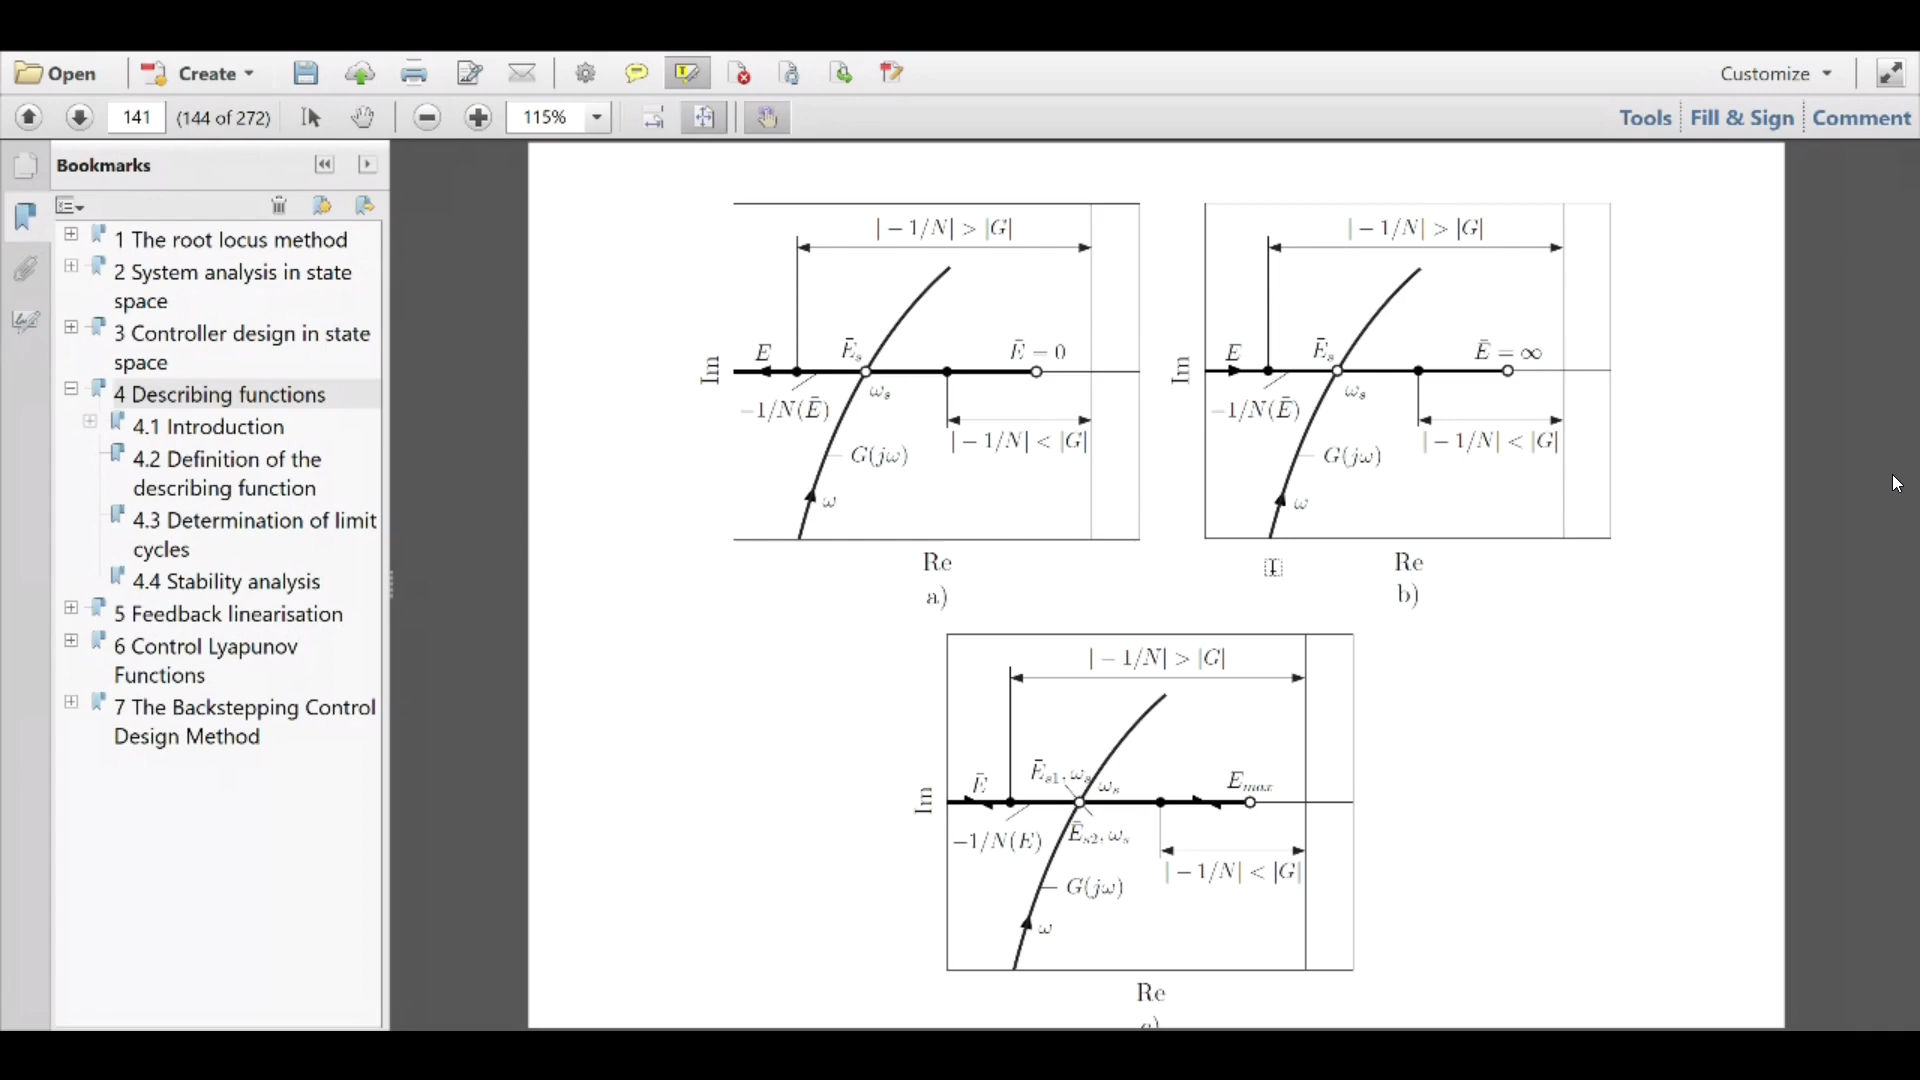 Open
Create
Customize
141
(144 of 272)
115%
Tools
Fill & Sign
Comment
Bookmarks
1 The root locus method
2 System analysis in state
space
3 Controller design in state
space
4 Describing functions
4.1 Introduction
4.2 Definition of the
describing function
4.3 Determination of limit
cycles
4.4 Stability analysis
5 Feedback linearisation
6 Control Lyapunov
Functions
7 The Backstepping Control
Design Method
|−1/N| > |G|
E
Ē_s
Ē = 0
Im
−1/N(Ē)
ω_s
|−1/N| < |G|
G(jω)
ω
Re
a)
|−1/N| > |G|
E
Ē_s
Ē = ∞
Im
−1/N(Ē)
ω_s
|−1/N| < |G|
G(jω)
ω
Re
b)
|−1/N| > |G|
Ē
Ē_s1, ω_s
ω_s
E_max
Im
−1/N(E)
Ē_s2, ω_s
|−1/N| < |G|
G(jω)
ω
Re